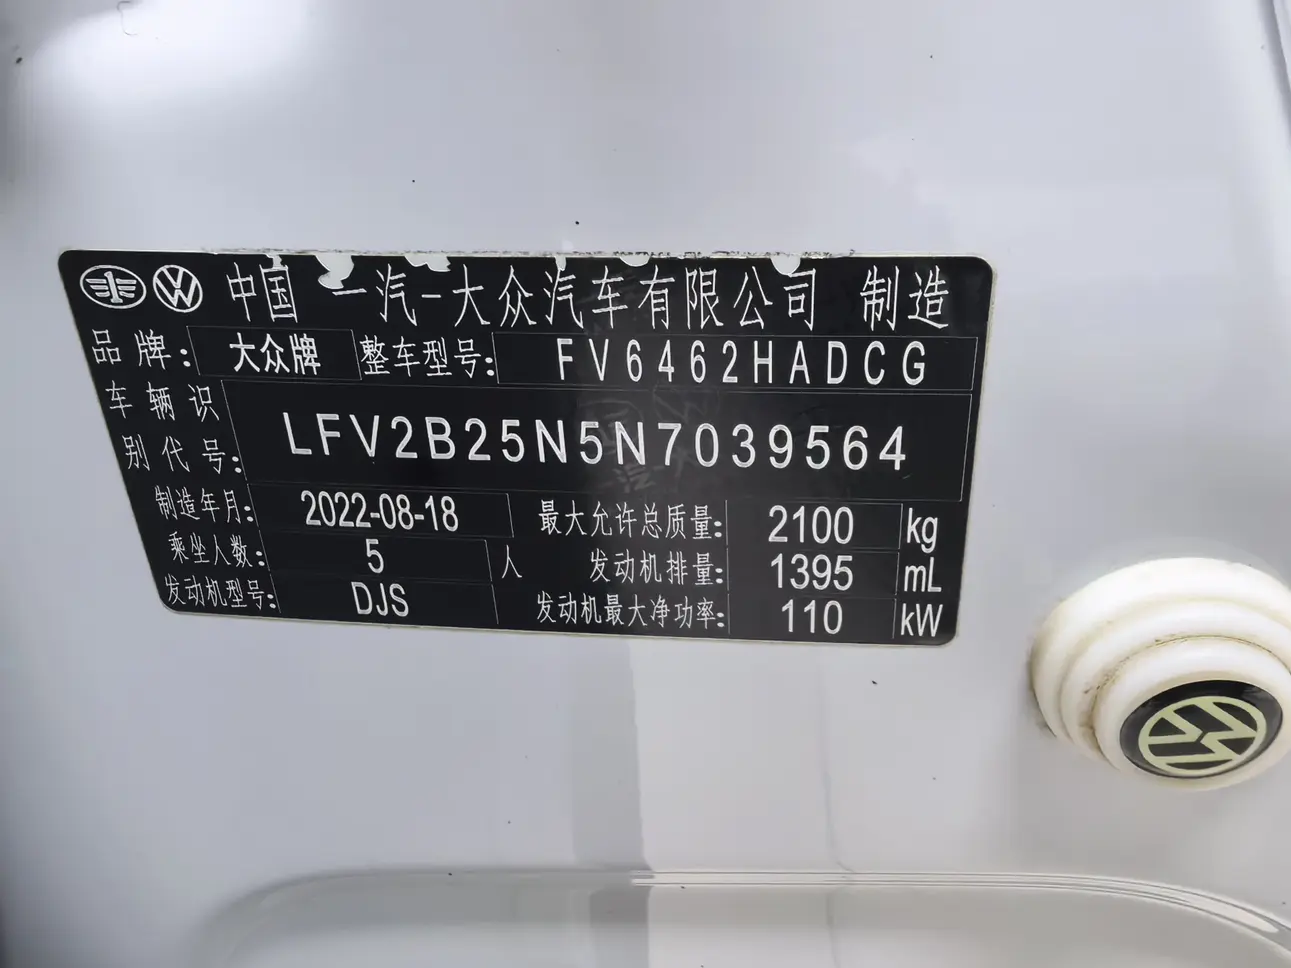 中国 一汽-大众汽车有限公司 制造
品牌: 大众牌 整车型号: FV6462HADCG
车辆识
别代号: LFV2B25N5N7039564
制造年月: 2022-08-18 最大允许总质量: 2100 kg
乘坐人数: 5 人 发动机排量: 1395 mL
发动机型号: DJS 发动机最大净功率: 110 kW